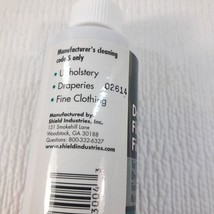 Manufacturer's cleaning
code S only
• Upholstery
• Draperies 02614
• Fine Clothing
Manufactured by:
Shield Industries, Inc.
131 Smokehill Lane
Woodstock, GA 30188
Questions: 800-332-6327
www.shieldindustries.com